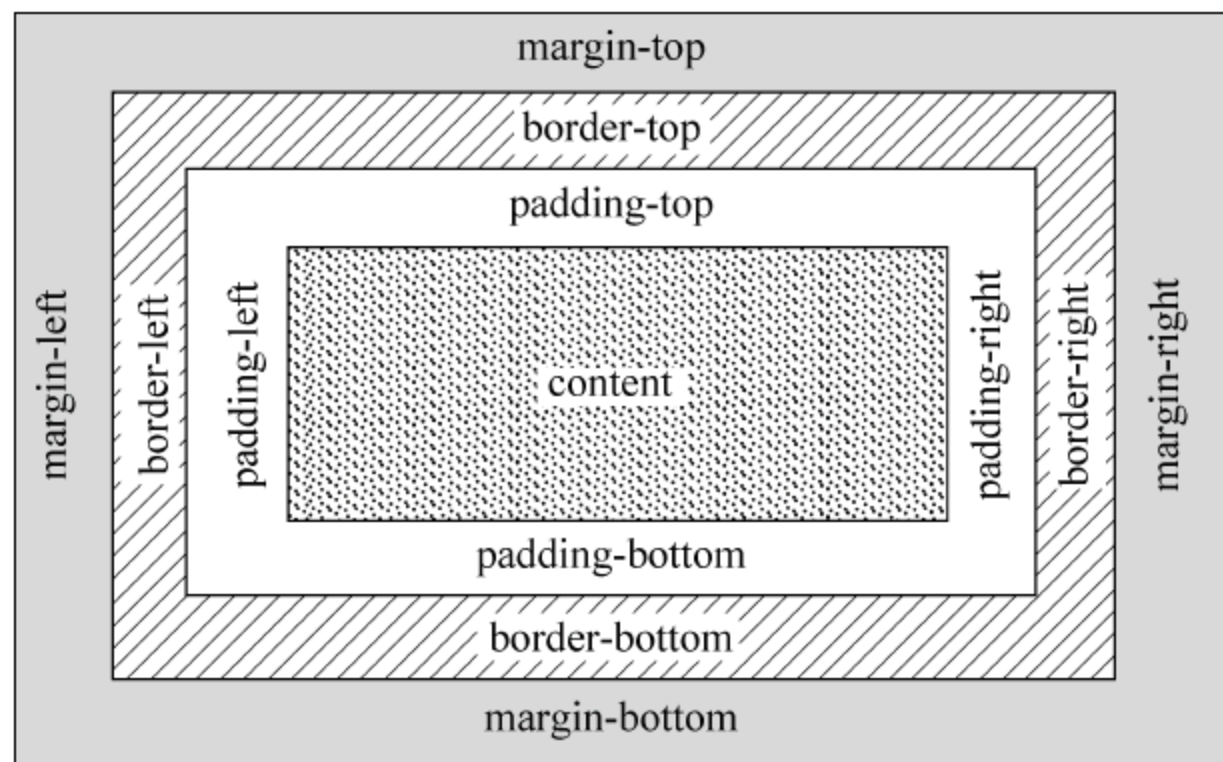 margin-top
border-top
padding-top
margin-left
border-left
padding-left
content
padding-right
border-right
margin-right
padding-bottom
border-bottom
margin-bottom